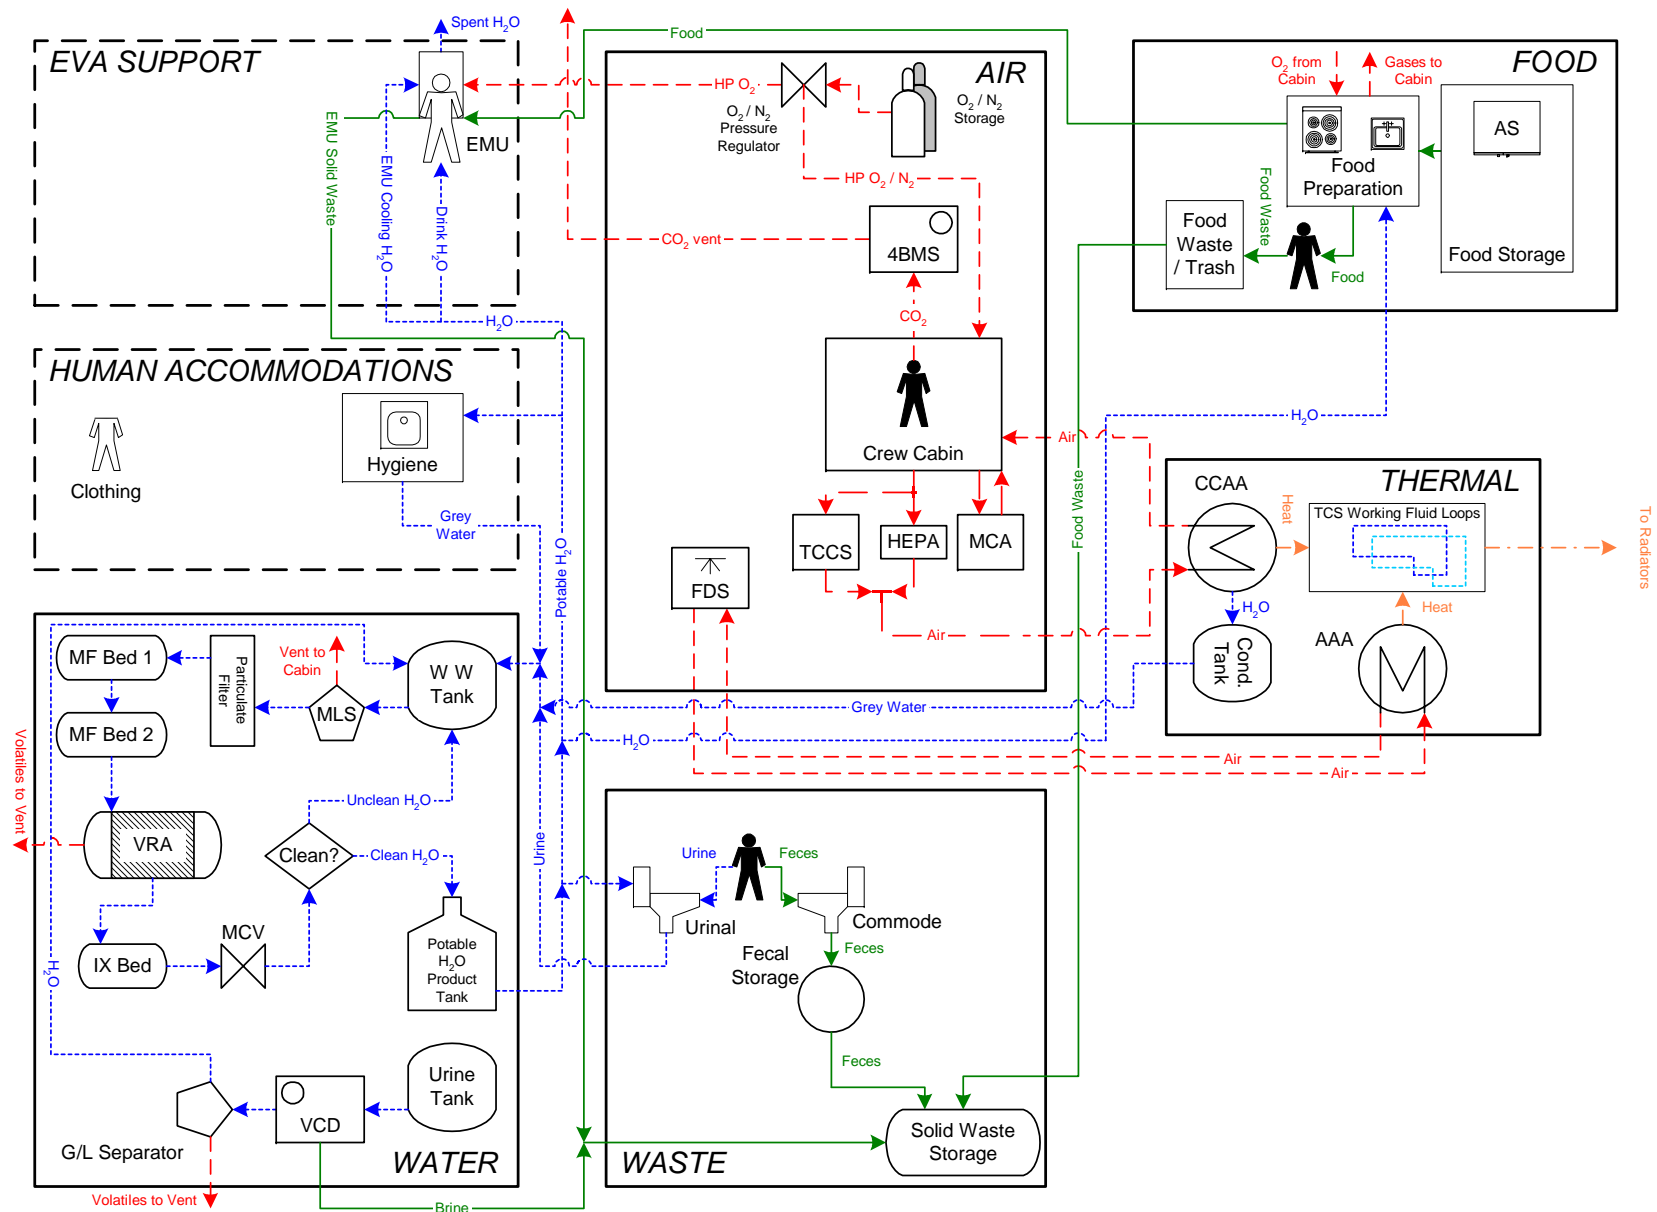 EVA SUPPORT
Spent H2O
EMU
EMU Solid Waste
EMU Cooling H2O
Drink H2O
H2O
Food
AIR
HP O2
O2 / N2
Pressure
Regulator
O2 / N2
Storage
HP O2 / N2
CO2 vent
4BMS
CO2
Crew Cabin
TCCS
HEPA
MCA
FDS
Air
Air
FOOD
O2 from
Cabin
Gases to
Cabin
AS
Food
Preparation
Food Storage
Food Waste
Food
Waste
/ Trash
Food
H2O
Food Waste
HUMAN ACCOMMODATIONS
Clothing
Hygiene
Grey
Water
Potable H2O
THERMAL
CCAA
Heat
TCS Working Fluid Loops
To Radiators
H2O
Cond.
Tank
AAA
Heat
Grey Water
H2O
Air
Air
WATER
MF Bed 1
MF Bed 2
Particulate
Filter
Vent to
Cabin
MLS
W W
Tank
Volatiles to Vent
VRA
Unclean H2O
Clean?
Clean H2O
Urine
IX Bed
MCV
Potable
H2O
Product
Tank
H2O
Urine
Tank
VCD
G/L Separator
Volatiles to Vent
Brine
WASTE
Urine
Feces
Urinal
Commode
Feces
Fecal
Storage
Feces
Solid Waste
Storage